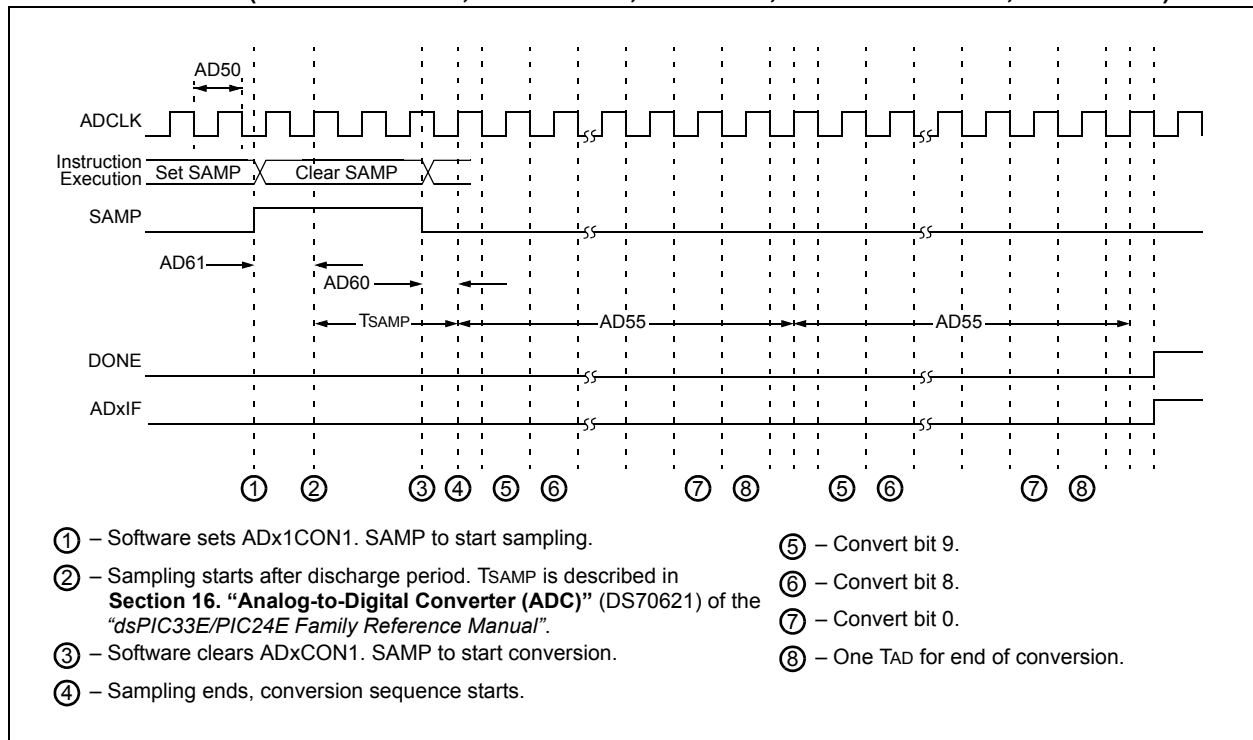 AD50
ADCLK
Instruction
Execution
Set SAMP
Clear SAMP
SAMP
AD61
AD60
TSAMP
AD55
AD55
DONE
ADxIF
1 2 3 4 5 6 7 8 5 6 7 8
1 – Software sets ADx1CON1. SAMP to start sampling.
2 – Sampling starts after discharge period. TSAMP is described in
Section 16. “Analog-to-Digital Converter (ADC)” (DS70621) of the
“dsPIC33E/PIC24E Family Reference Manual”.
3 – Software clears ADxCON1. SAMP to start conversion.
4 – Sampling ends, conversion sequence starts.
5 – Convert bit 9.
6 – Convert bit 8.
7 – Convert bit 0.
8 – One TAD for end of conversion.